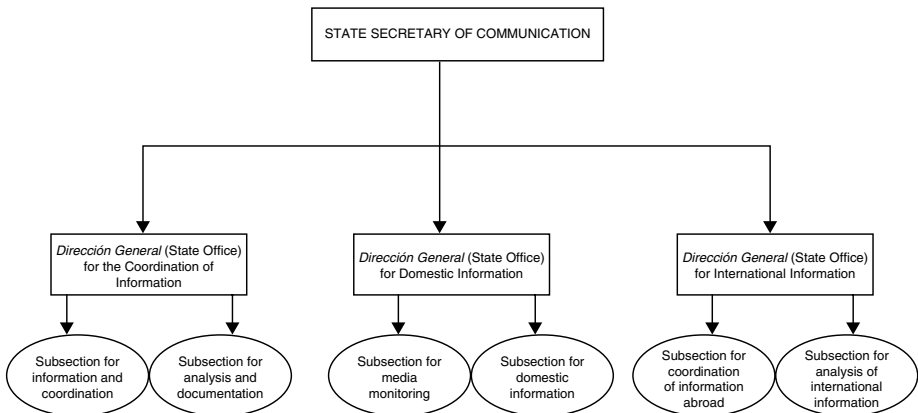 STATE SECRETARY OF COMMUNICATION
Dirección General (State Office)
for the Coordination of
Information
Dirección General (State Office)
for Domestic Information
Dirección General (State Office)
for International Information
Subsection for
information and
coordination
Subsection for
analysis and
documentation
Subsection for
media
monitoring
Subsection for
domestic
information
Subsection for
coordination
of information
abroad
Subsection for
analysis of
international
information